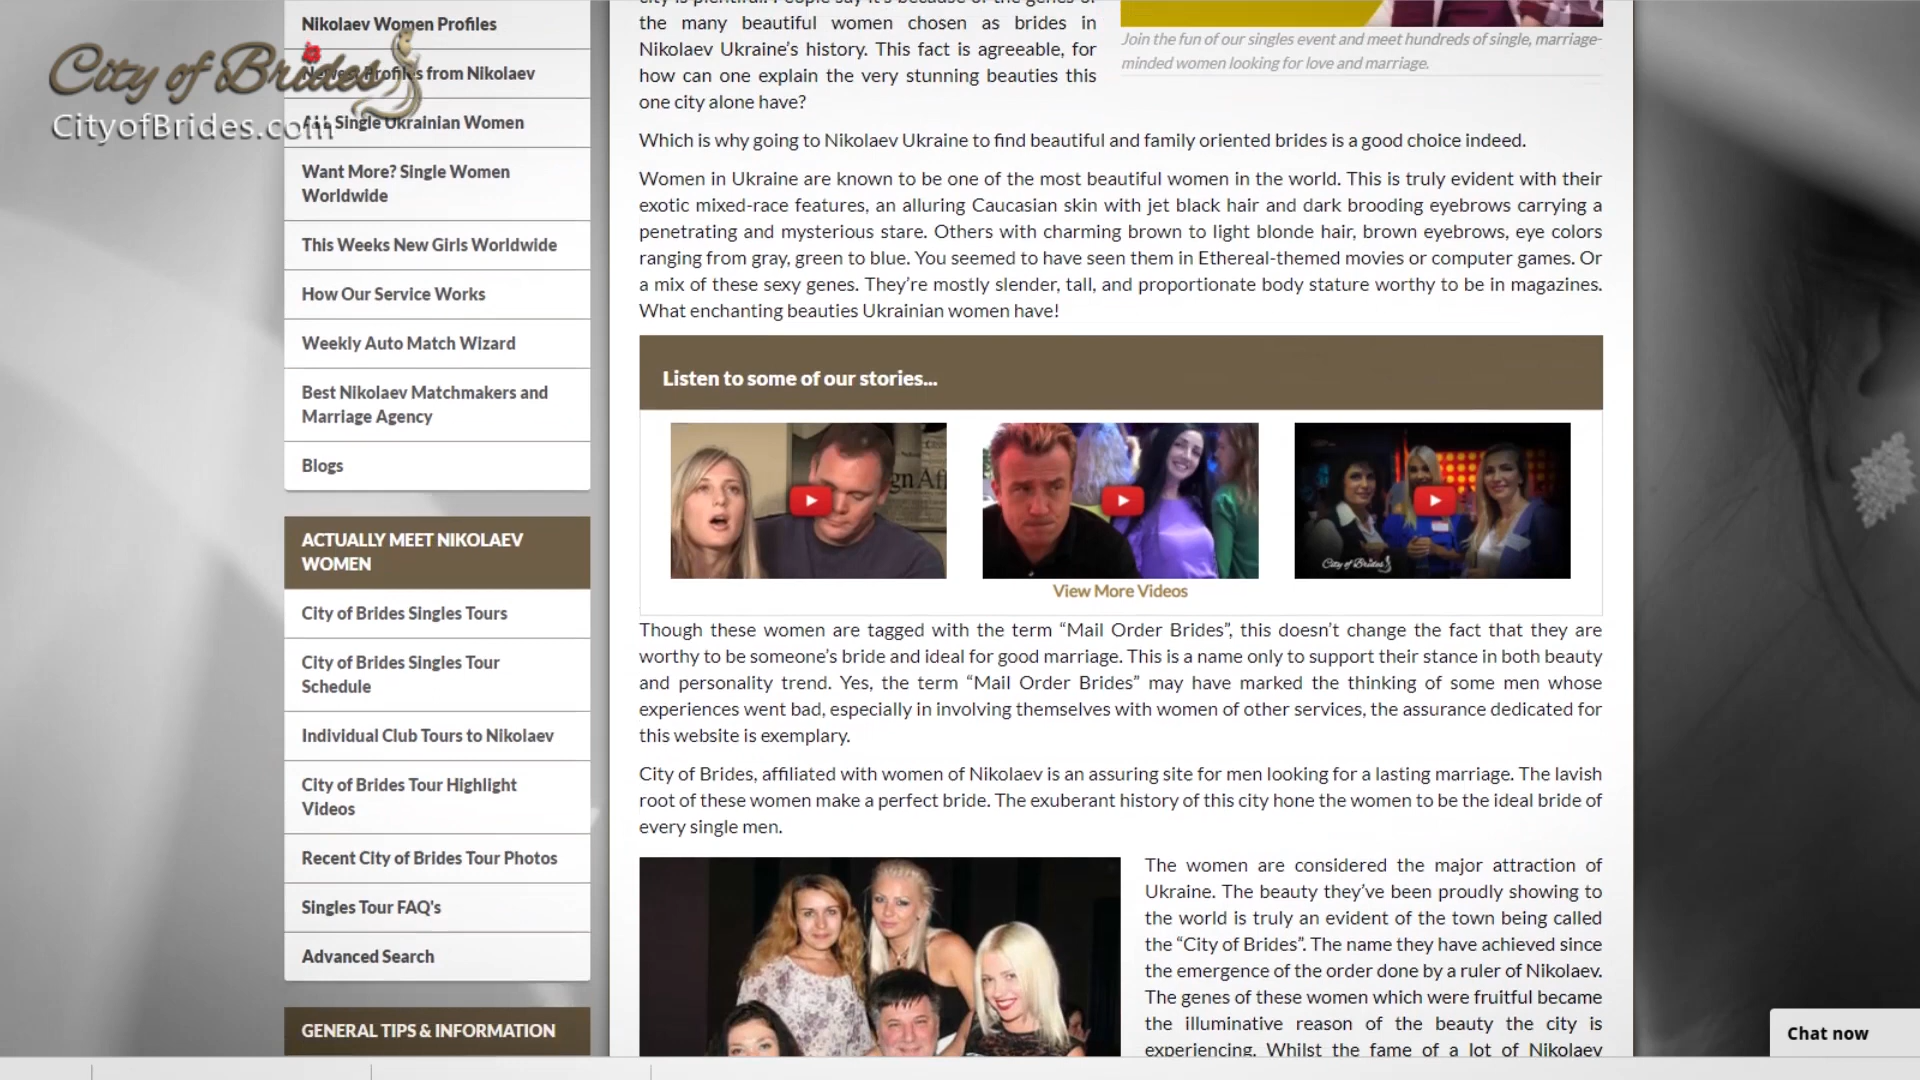 Nikolaev Women Profiles
City of Brides
CityofBrides.com
Newest Profiles from Nikolaev
All Single Ukrainian Women
Want More? Single Women
Worldwide
This Weeks New Girls Worldwide
How Our Service Works
Weekly Auto Match Wizard
Best Nikolaev Matchmakers and
Marriage Agency
Blogs
ACTUALLY MEET NIKOLAEV
WOMEN
City of Brides Singles Tours
City of Brides Singles Tour
Schedule
Individual Club Tours to Nikolaev
City of Brides Tour Highlight
Videos
Recent City of Brides Tour Photos
Singles Tour FAQ's
Advanced Search
GENERAL TIPS & INFORMATION
the many beautiful women chosen as brides in
Nikolaev Ukraine's history. This fact is agreeable, for
how can one explain the very stunning beauties this
one city alone have?
Join the fun of our singles event and meet hundreds of single, marriage-
minded women looking for love and marriage.
Which is why going to Nikolaev Ukraine to find beautiful and family oriented brides is a good choice indeed.
Women in Ukraine are known to be one of the most beautiful women in the world. This is truly evident with their
exotic mixed-race features, an alluring Caucasian skin with jet black hair and dark brooding eyebrows carrying a
penetrating and mysterious stare. Others with charming brown to light blonde hair, brown eyebrows, eye colors
ranging from gray, green to blue. You seemed to have seen them in Ethereal-themed movies or computer games. Or
a mix of these sexy genes. They're mostly slender, tall, and proportionate body stature worthy to be in magazines.
What enchanting beauties Ukrainian women have!
Listen to some of our stories...
City of Brides
View More Videos
Though these women are tagged with the term “Mail Order Brides”, this doesn't change the fact that they are
worthy to be someone's bride and ideal for good marriage. This is a name only to support their stance in both beauty
and personality trend. Yes, the term “Mail Order Brides” may have marked the thinking of some men whose
experiences went bad, especially in involving themselves with women of other services, the assurance dedicated for
this website is exemplary.
City of Brides, affiliated with women of Nikolaev is an assuring site for men looking for a lasting marriage. The lavish
root of these women make a perfect bride. The exuberant history of this city hone the women to be the ideal bride of
every single men.
The women are considered the major attraction of
Ukraine. The beauty they've been proudly showing to
the world is truly an evident of the town being called
the “City of Brides”. The name they have achieved since
the emergence of the order done by a ruler of Nikolaev.
The genes of these women which were fruitful became
the illuminative reason of the beauty the city is
experiencing. Whilst the fame of a lot of Nikolaev
Chat now